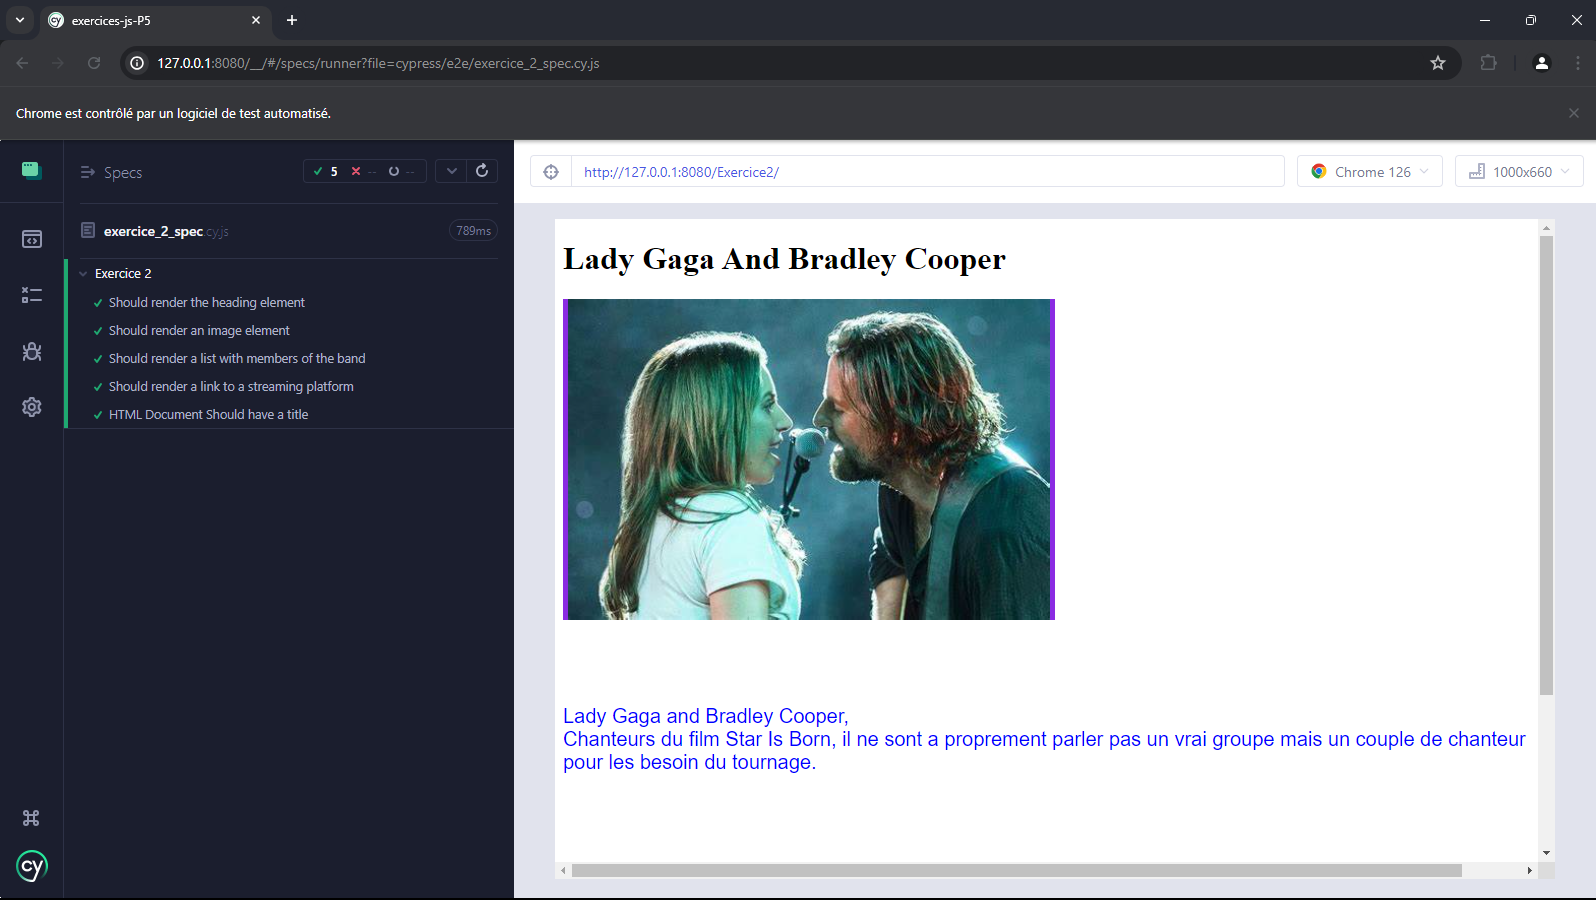 exercices-js-P5
127.0.0.1:8080/__/#/specs/runner?file=cypress/e2e/exercice_2_spec.cy.js
Chrome est contrôlé par un logiciel de test automatisé.
Specs
5 -- --
exercice_2_spec.cy.js
789ms
Exercice 2
Should render the heading element
Should render an image element
Should render a list with members of the band
Should render a link to a streaming platform
HTML Document Should have a title
cy
http://127.0.0.1:8080/Exercice2/
Chrome 126
1000x660
Lady Gaga And Bradley Cooper
Lady Gaga and Bradley Cooper,
Chanteurs du film Star Is Born, il ne sont a proprement parler pas un vrai groupe mais un couple de chanteur
pour les besoin du tournage.